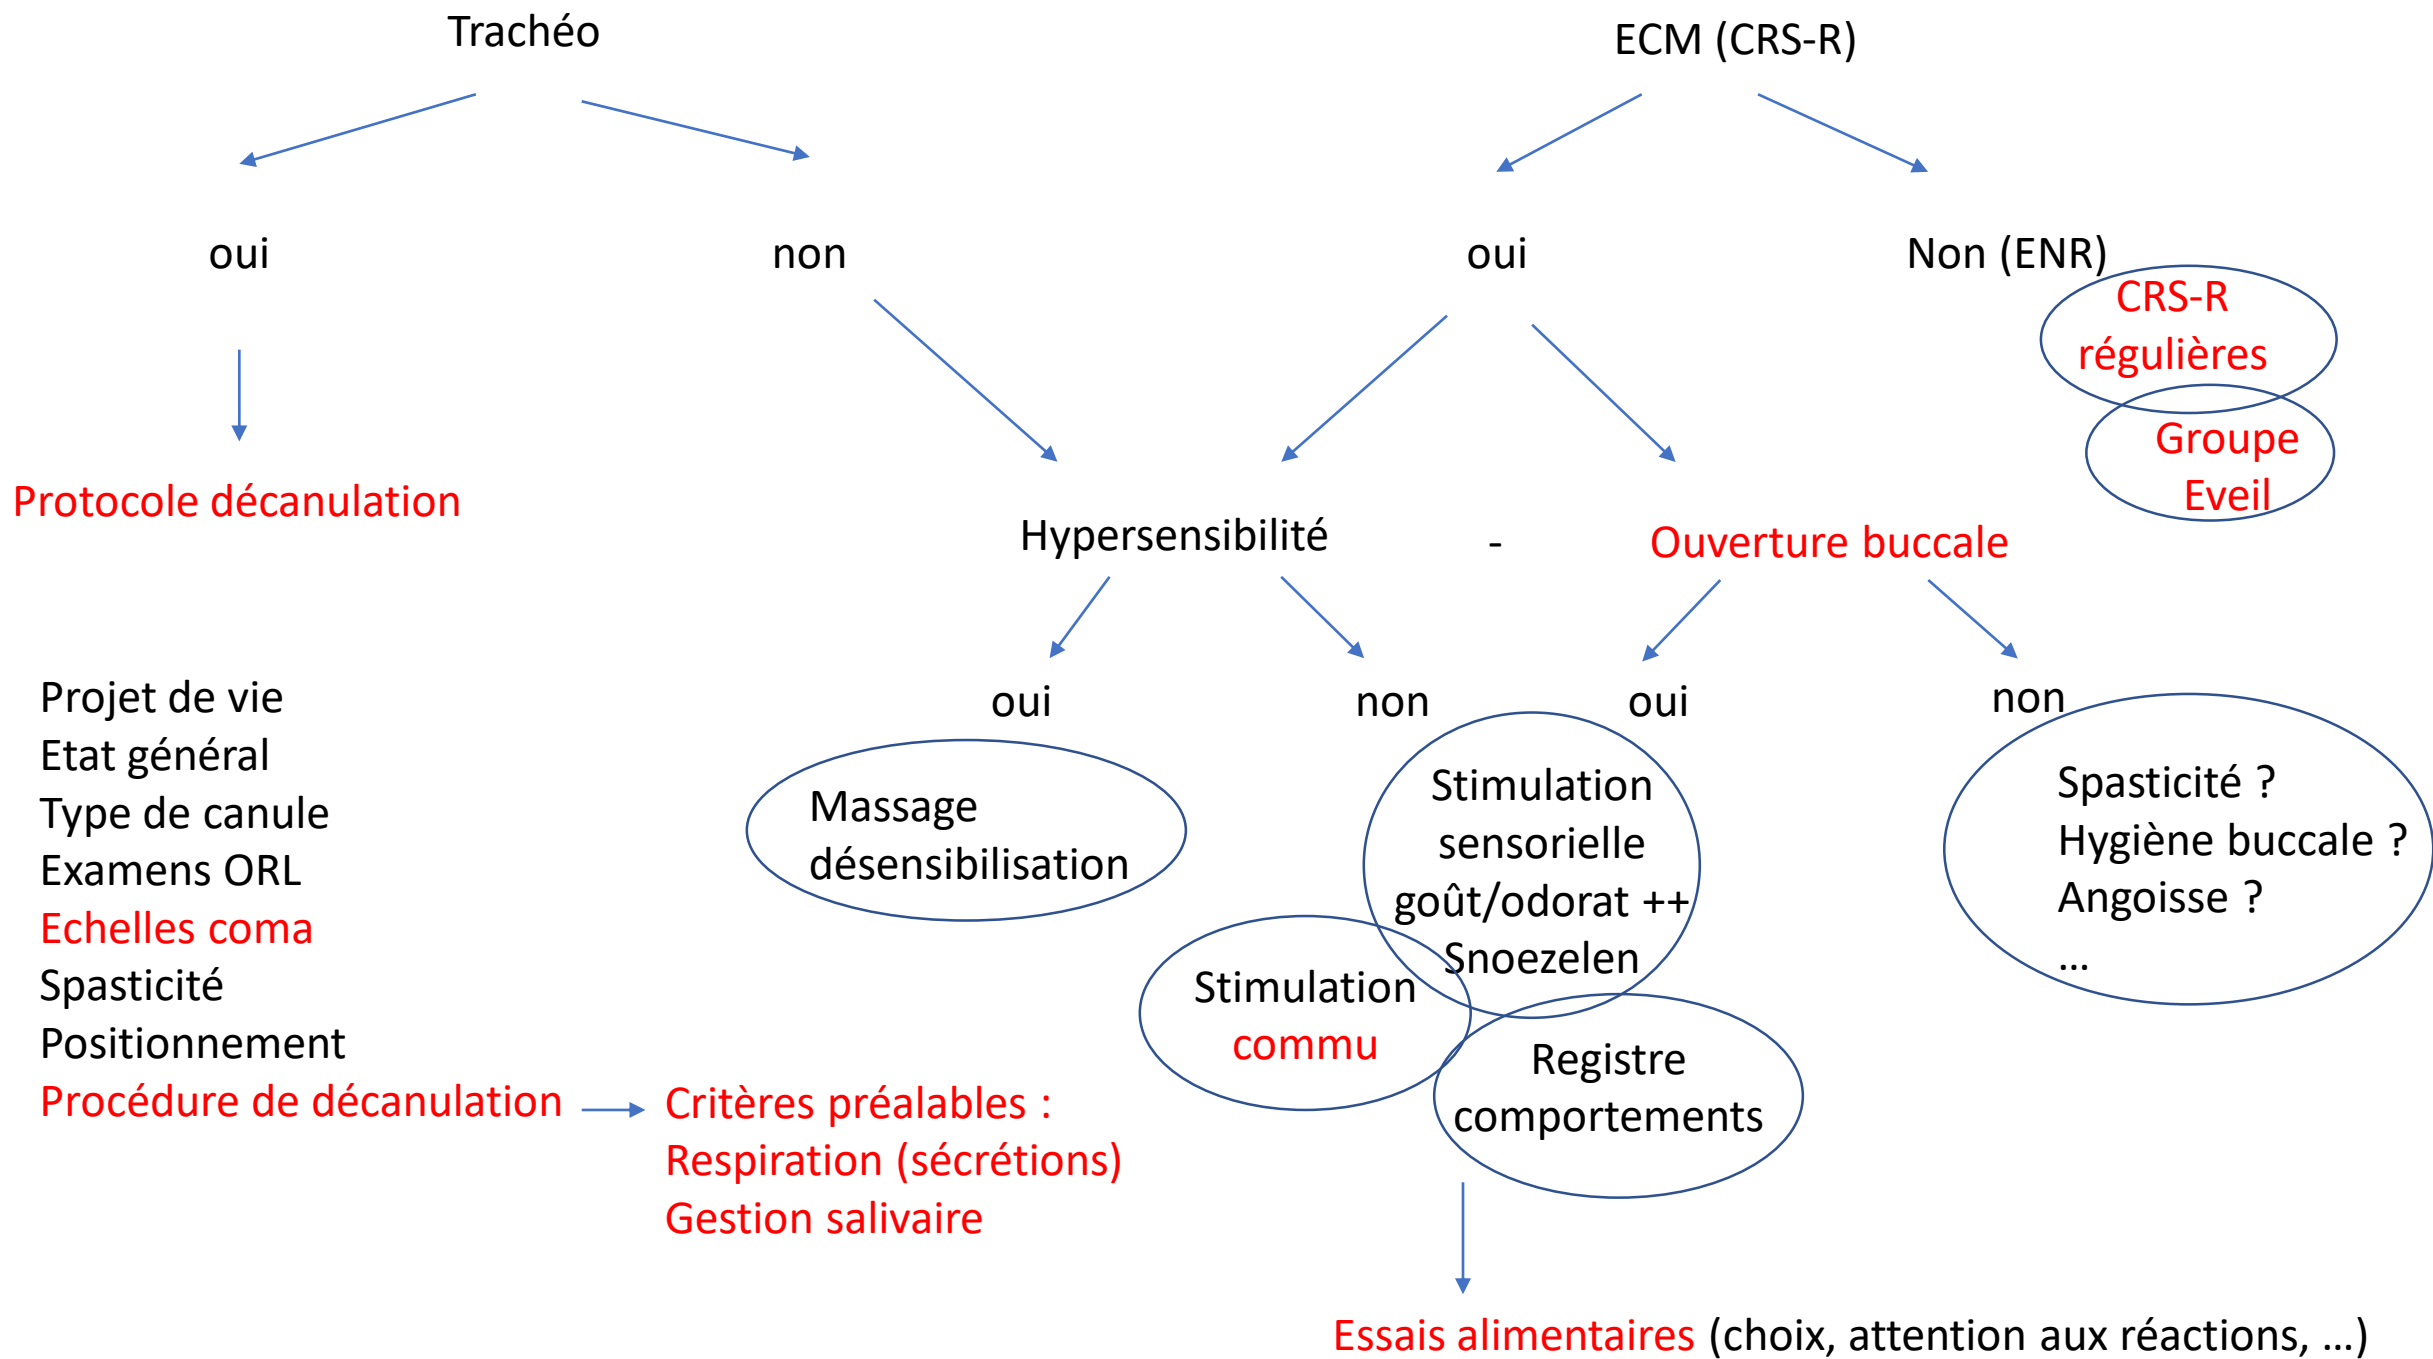 Trachéo
ECM (CRS-R)
oui
non
oui
Non (ENR)
CRS-R
régulières
Groupe
Eveil
Protocole décanulation
Hypersensibilité
-
Ouverture buccale
oui
non
oui
non
Projet de vie
Etat général
Type de canule
Examens ORL
Echelles coma
Spasticité
Positionnement
Procédure de décanulation
Critères préalables :
Respiration (sécrétions)
Gestion salivaire
Massage
désensibilisation
Stimulation
sensorielle
goût/odorat ++
Snoezelen
Stimulation
commu
Registre
comportements
Spasticité ?
Hygiène buccale ?
Angoisse ?
...
Essais alimentaires (choix, attention aux réactions, ...)